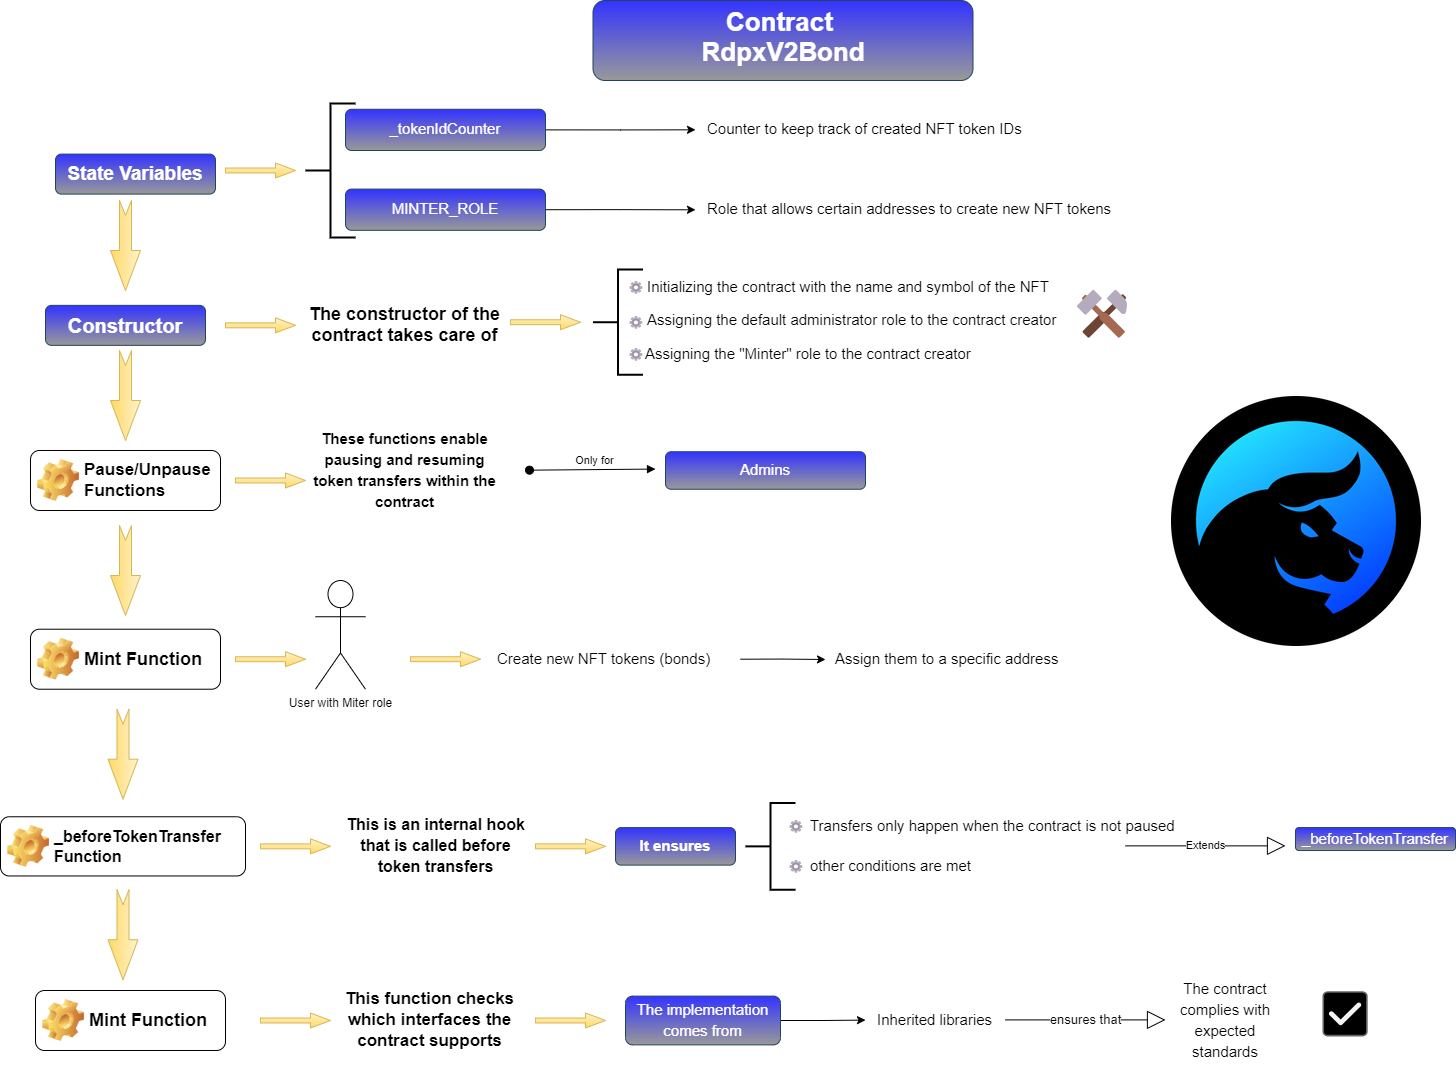 Contract
RdpxV2Bond
_tokenIdCounter
Counter to keep track of created NFT token IDs
State Variables
MINTER_ROLE
Role that allows certain addresses to create new NFT tokens
Constructor
The constructor of the
contract takes care of
Initializing the contract with the name and symbol of the NFT
Assigning the default administrator role to the contract creator
Assigning the "Minter" role to the contract creator
Pause/Unpause
Functions
These functions enable
pausing and resuming
token transfers within the
contract
Only for
Admins
Mint Function
User with Miter role
Create new NFT tokens (bonds)
Assign them to a specific address
_beforeTokenTransfer
Function
This is an internal hook
that is called before
token transfers
It ensures
Transfers only happen when the contract is not paused
other conditions are met
Extends
_beforeTokenTransfer
Mint Function
This function checks
which interfaces the
contract supports
The implementation
comes from
Inherited libraries
ensures that
The contract
complies with
expected
standards